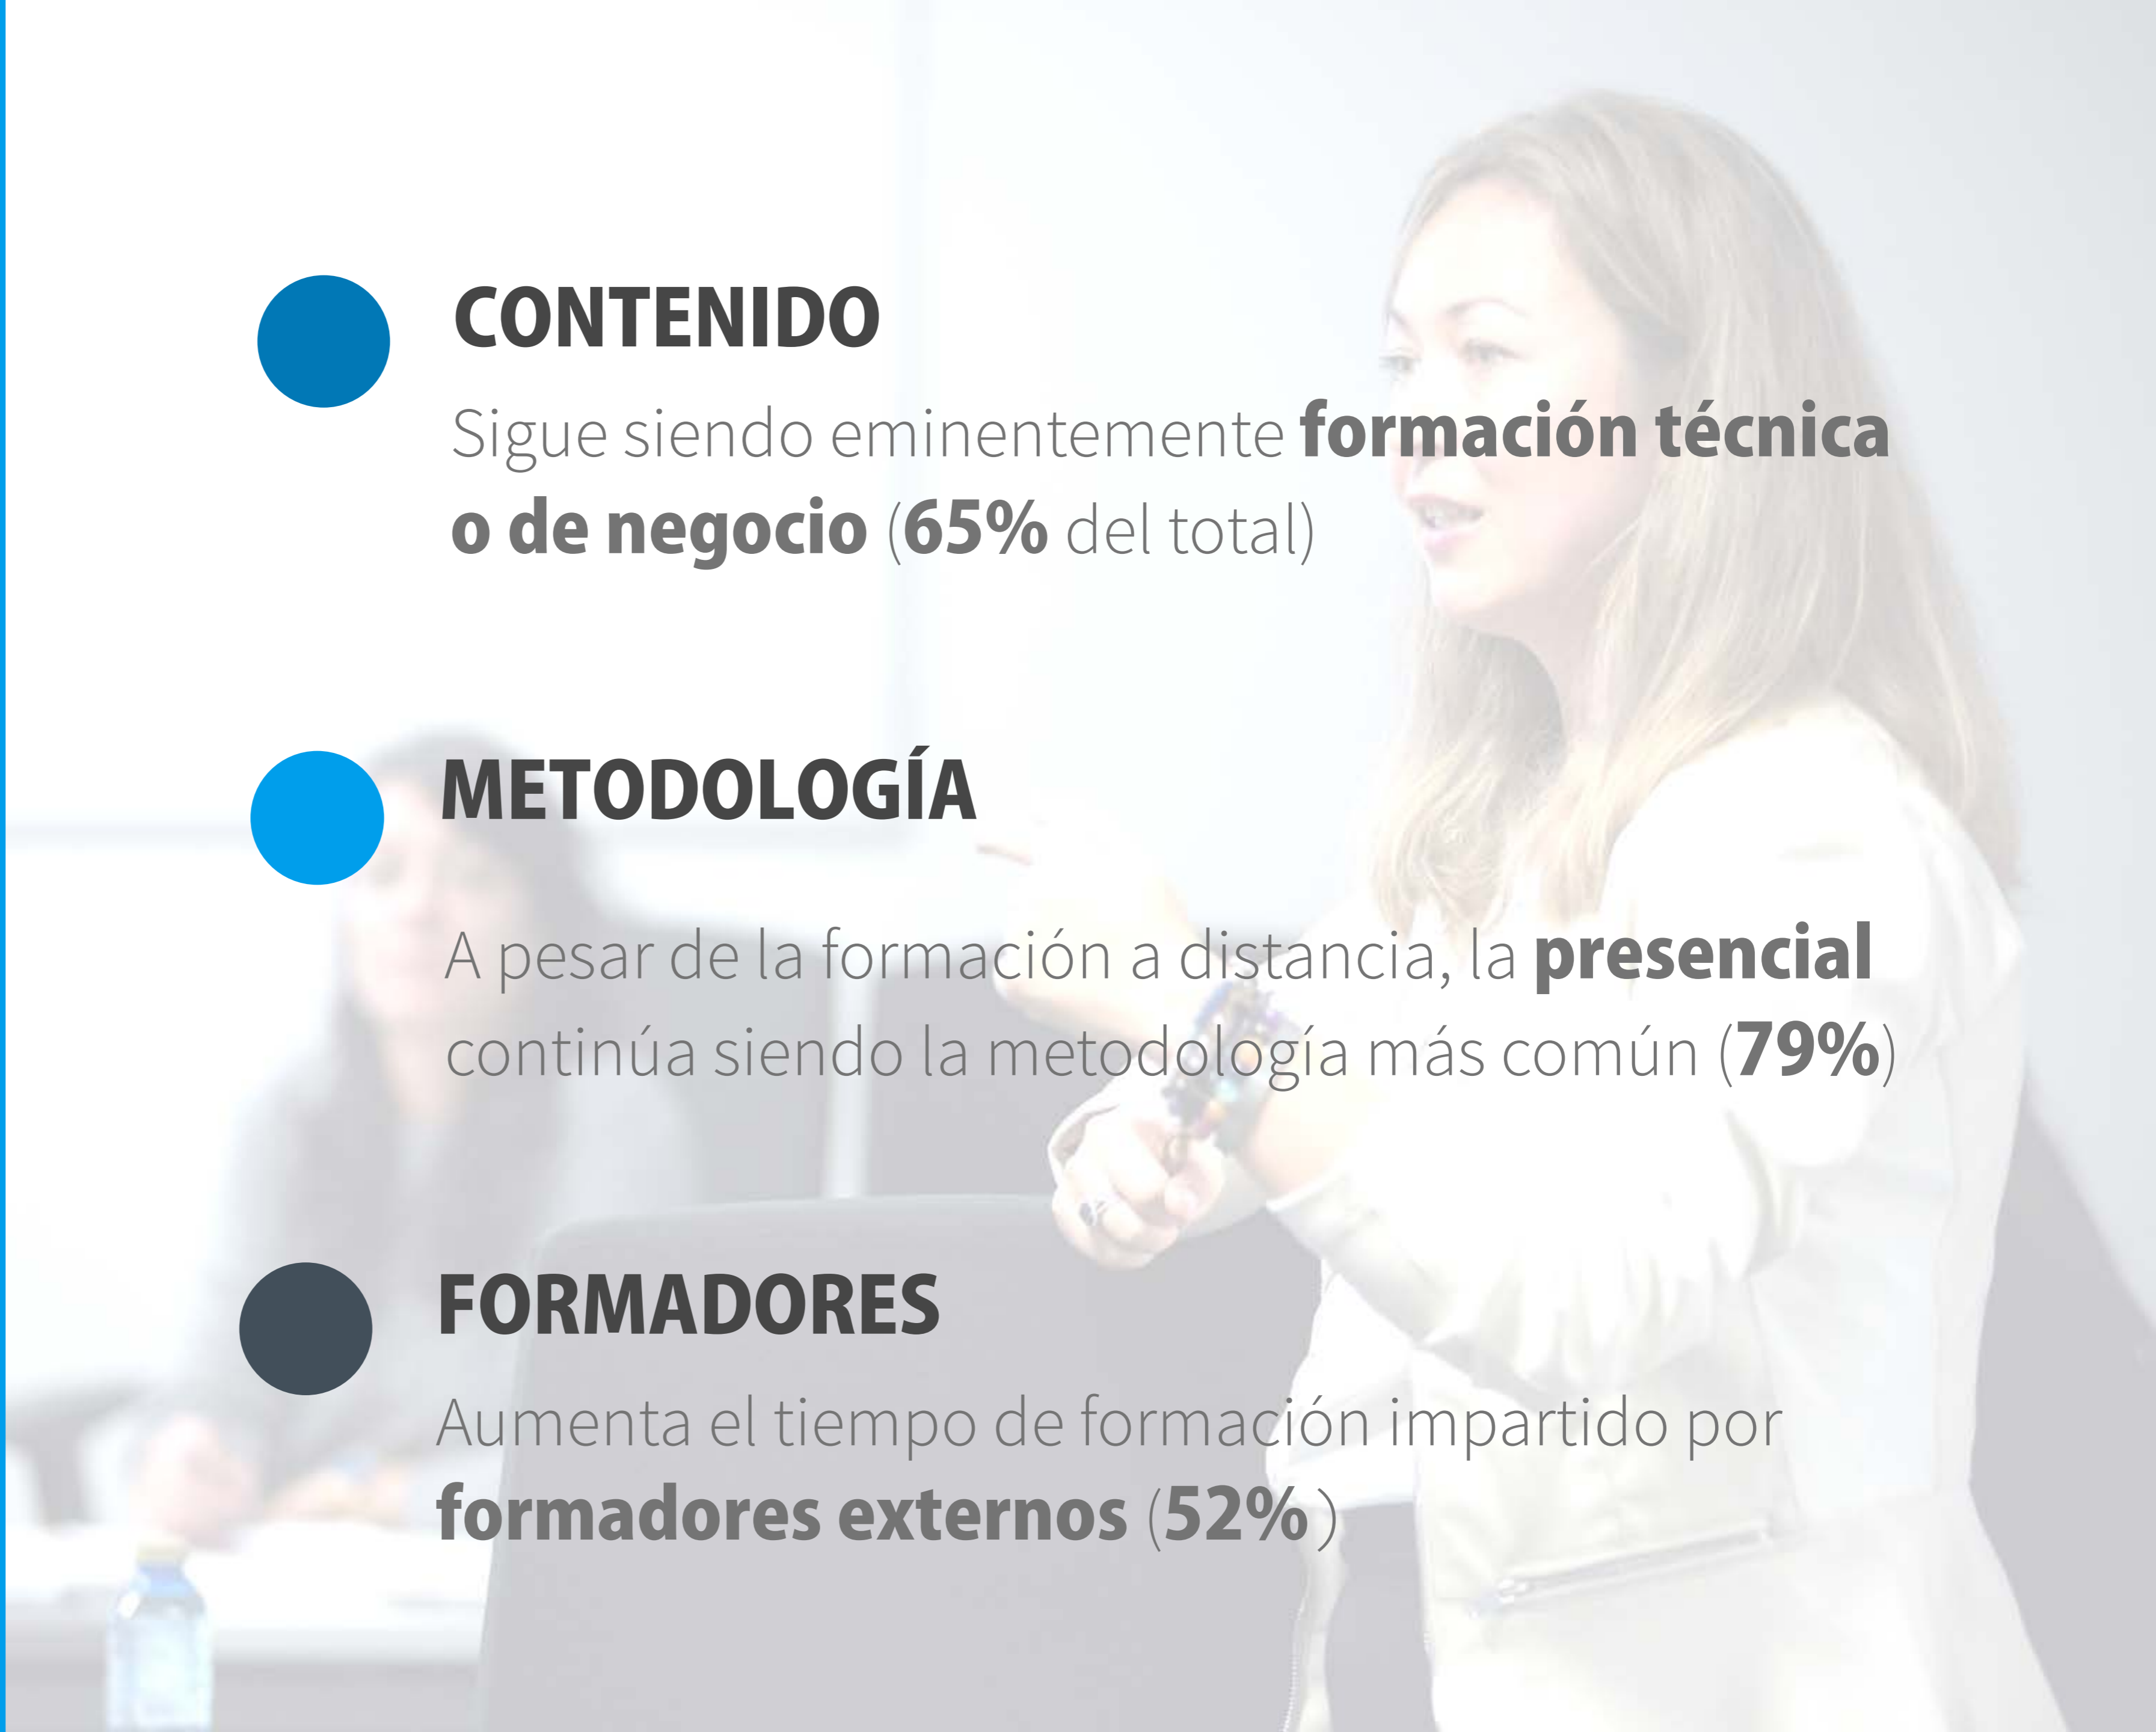 CONTENIDO
Sigue siendo eminentemente formación técnica
o de negocio (65% del total)
METODOLOGÍA
A pesar de la formación a distancia, la presencial
continúa siendo la metodología más común (79%)
FORMADORES
Aumenta el tiempo de formación impartido por
formadores externos (52%)